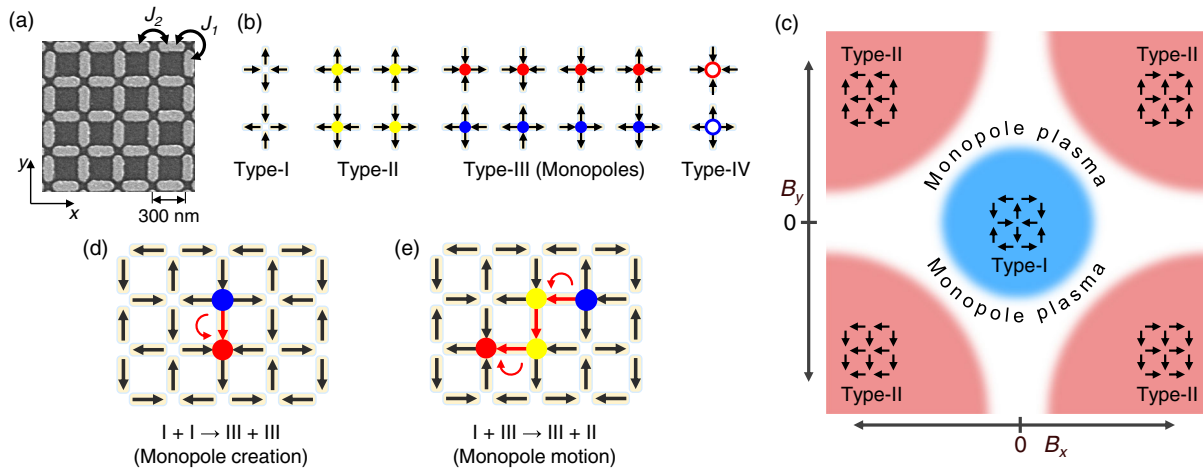 (a)
J2
J1
y
x
300 nm
(b)
Type-I
Type-II
Type-III (Monopoles)
Type-IV
(c)
Type-II
Type-II
Monopole plasma
By
0
Type-I
Monopole plasma
Type-II
Type-II
0
Bx
(d)
I + I → III + III
(Monopole creation)
(e)
I + III → III + II
(Monopole motion)